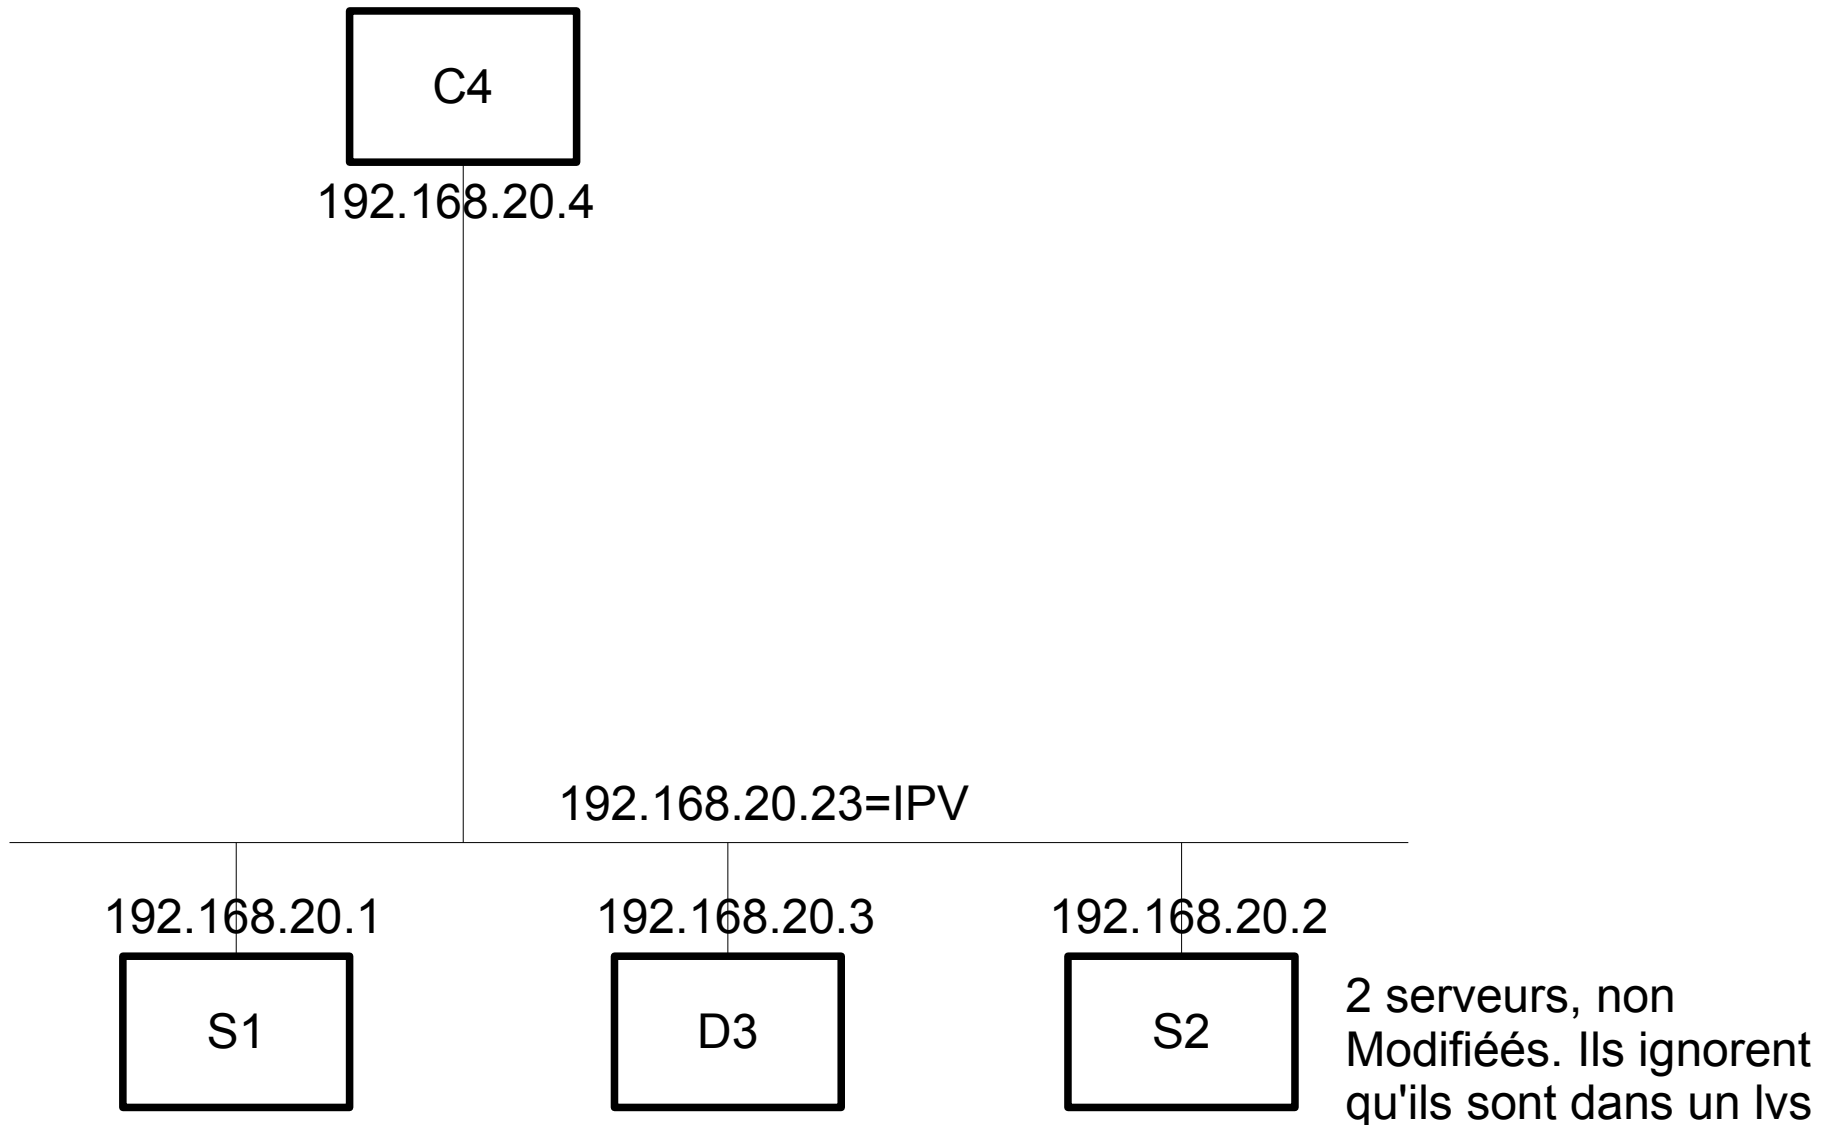 C4
192.168.20.4
192.168.20.23=IPV
192.168.20.1
192.168.20.3
192.168.20.2
S1
D3
S2
2 serveurs, non
Modifiéés. Ils ignorent
qu'ils sont dans un lvs